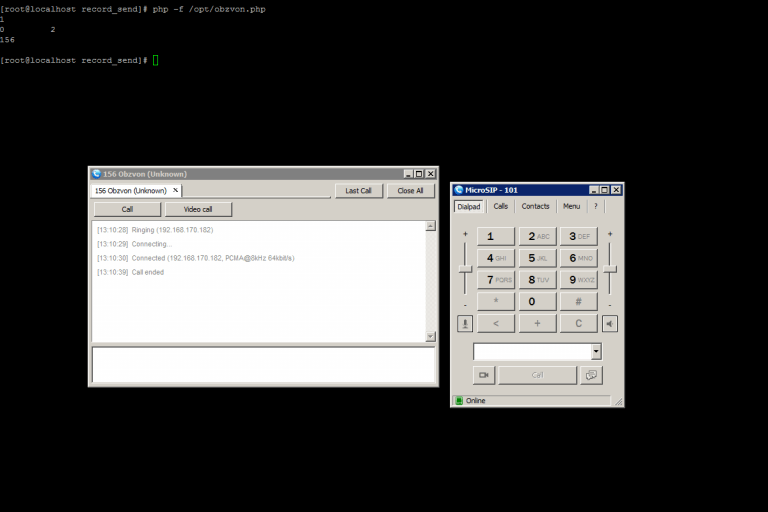 [root@localhost record_send]# php -f /opt/obzvon.php
1
0 2
156
[root@localhost record_send]#
156 Obzvon (Unknown)
156 Obzvon (Unknown) x Last Call Close All
Call Video call
[13:10:28] Ringing (192.168.170.182)
[13:10:29] Connecting...
[13:10:30] Connected (192.168.170.182, PCMA@8kHz 64kbit/s)
[13:10:39] Call ended
MicroSIP - 101
Dialpad Calls Contacts Menu ?
+ 1 2 ABC 3 DEF +
4 GHI 5 JKL 6 MNO
7 PQRS 8 TUV 9 WXYZ
- * 0 # -
< + C
Call
Online